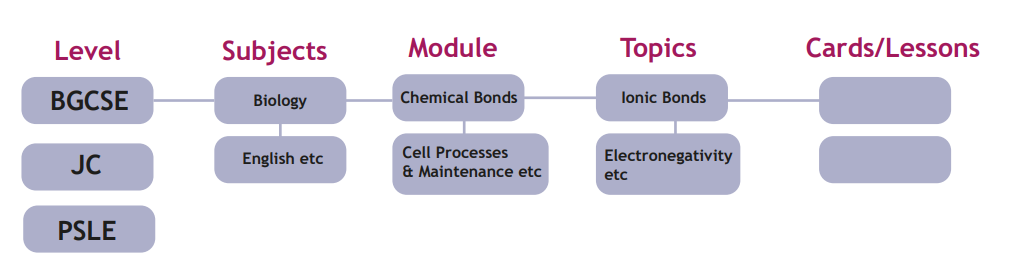 Level
Subjects
Module
Topics
Cards/Lessons
BGCSE
Biology
Chemical Bonds
Ionic Bonds
JC
English etc
Cell Processes
& Maintenance etc
Electronegativity
etc
PSLE